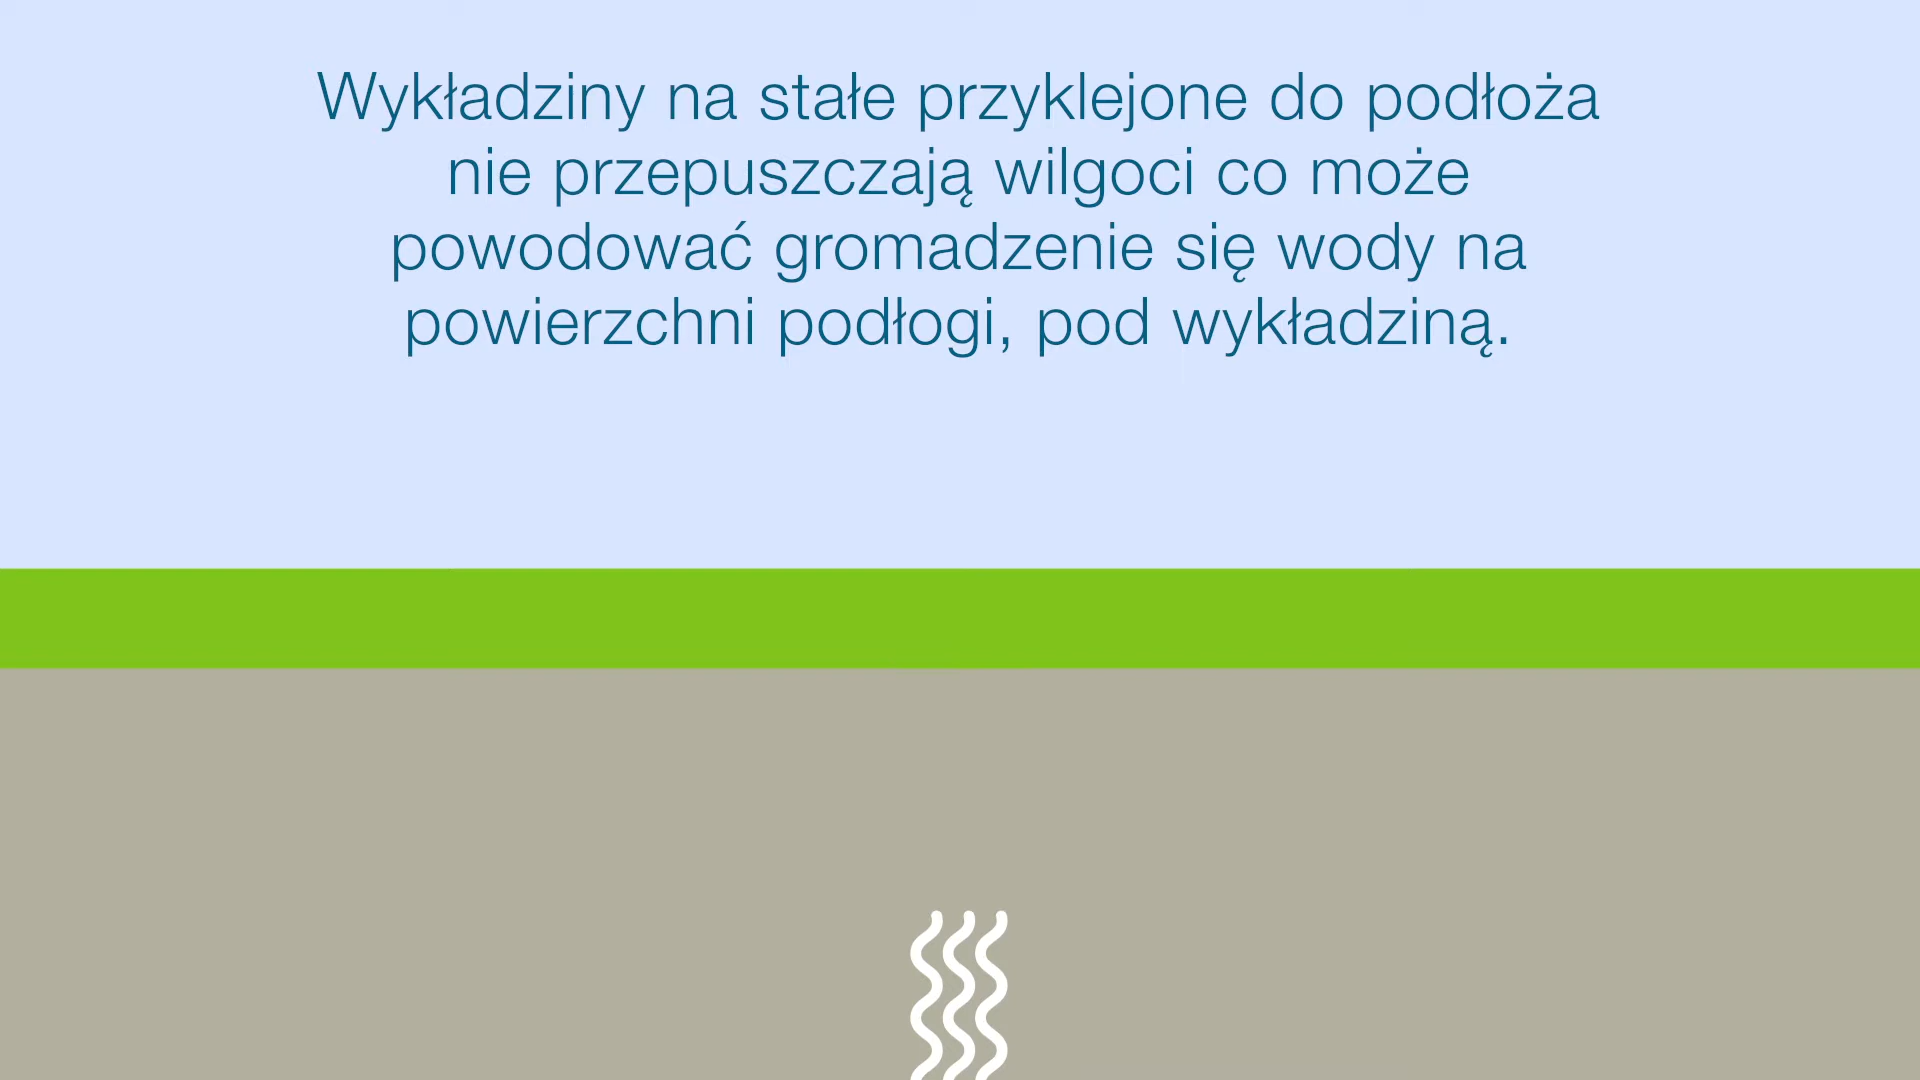 Wykładziny na stałe przyklejone do podłoża
nie przepuszczają wilgoci co może
powodować gromadzenie się wody na
powierzchni podłogi, pod wykładziną.